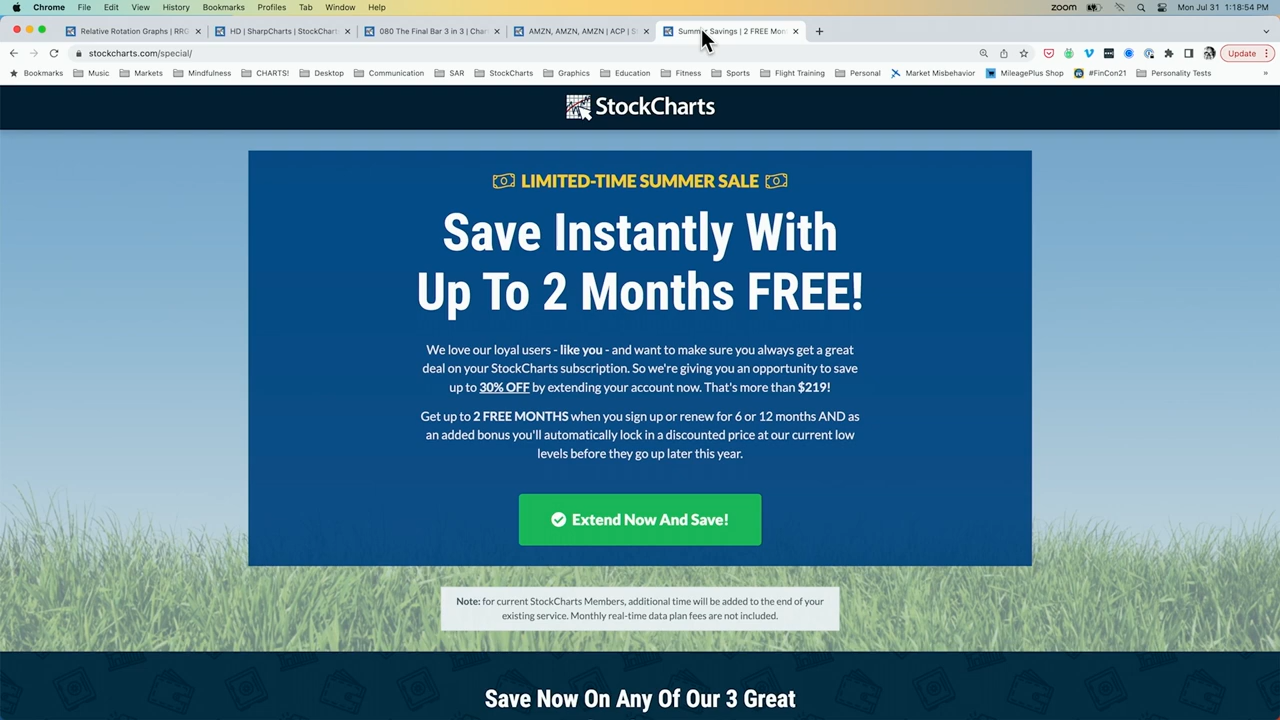 Chrome File Edit View History Bookmarks Profiles Tab Window Help zoom Mon Jul 31 1:18:54 PM
Relative Rotation Graphs | RRG HD | SharpCharts | StockChart 080 The Final Bar 3 in 3 | Char AMZN, AMZN, AMZN | ACP | S Savings | 2 FREE Mon
stockcharts.com/special/ Update
Bookmarks Music Markets Mindfulness CHARTS! Desktop Communication SAR StockCharts Graphics Education Fitness Sports Flight Training Personal Market Misbehavior MileagePlus Shop #FinCon21 Personality Tests »
StockCharts
LIMITED-TIME SUMMER SALE
Save Instantly With
Up To 2 Months FREE!
We love our loyal users - like you - and want to make sure you always get a great
deal on your StockCharts subscription. So we're giving you an opportunity to save
up to 30% OFF by extending your account now. That's more than $219!
Get up to 2 FREE MONTHS when you sign up or renew for 6 or 12 months AND as
an added bonus you'll automatically lock in a discounted price at our current low
levels before they go up later this year.
Extend Now And Save!
Note: for current StockCharts Members, additional time will be added to the end of your
existing service. Monthly real-time data plan fees are not included.
Save Now On Any Of Our 3 Great